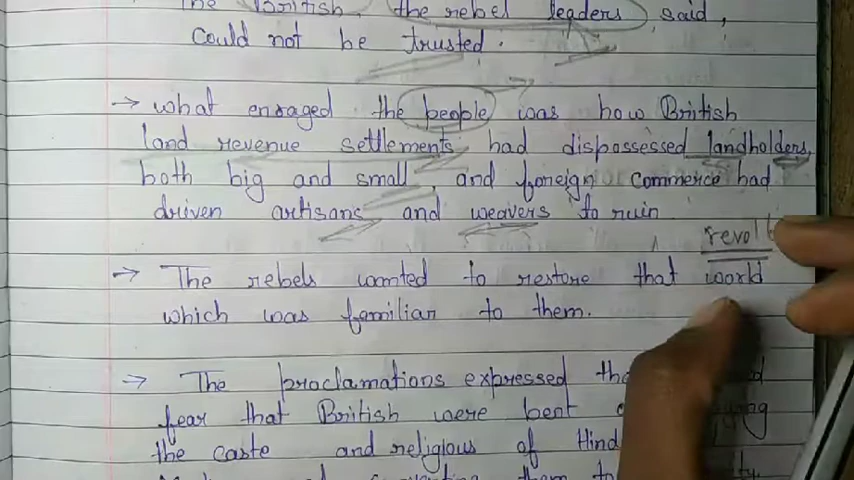 The British, the rebel leaders said,
could not be trusted.
→ what enraged the people was how British
land revenue settlements had dispossessed landholders,
both big and small, and foreign commerce had
driven artisans and weavers to ruin
revolt
→ The rebels wanted to restore that world
which was familiar to them.
→ The proclamations expressed the
fear that British were bent
the caste and religious of Hind
them to